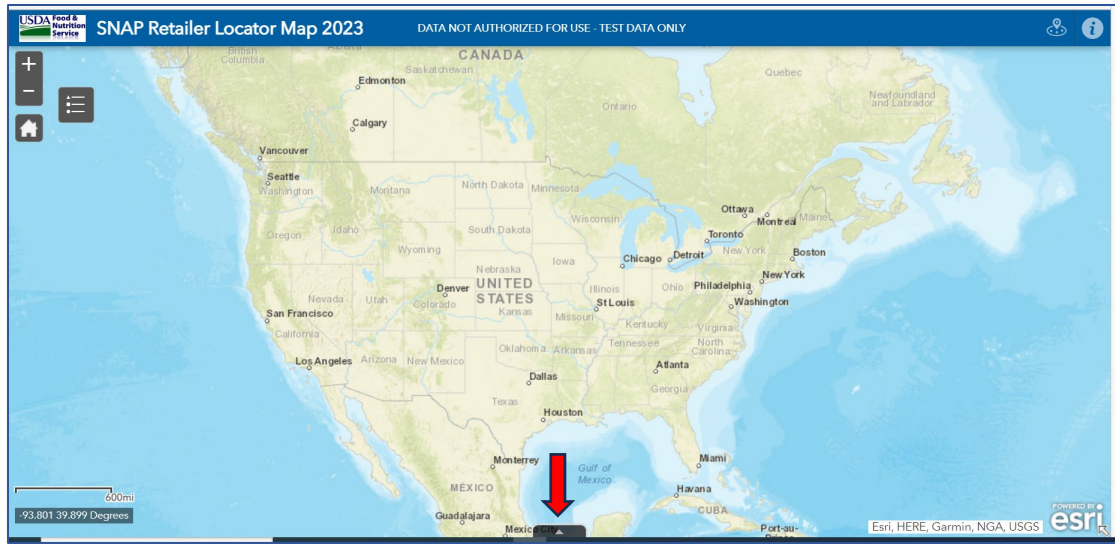 USDA Food &
Nutrition
Service
SNAP Retailer Locator Map 2023
DATA NOT AUTHORIZED FOR USE - TEST DATA ONLY
i
+
−
British
Columbia
Alberta
CANADA
Saskatchewan
Edmonton
Quebec
Newfoundland
and Labrador
Ontario
Calgary
Vancouver
Seattle
Washington
Montana
North Dakota
Minnesota
Ottawa
Montreal
Maine
Wisconsin
Oregon
Idaho
South Dakota
Toronto
Wyoming
Chicago
Detroit
New York
Boston
Iowa
Nebraska
New York
Denver
UNITED
STATES
Illinois
Ohio
Philadelphia
Nevada
Utah
Colorado
Kansas
St Louis
Washington
San Francisco
Missouri
Kentucky
Virginia
California
Oklahoma
Arkansas
Tennessee
North
Carolina
Los Angeles
Arizona
New Mexico
Atlanta
Dallas
Georgia
Texas
Houston
Monterrey
Gulf of
Mexico
Miami
MÉXICO
Havana
600mi
CUBA
-93.801 39.899 Degrees
Guadalajara
Mexico City
Port-au-
Prince
Esri, HERE, Garmin, NGA, USGS
POWERED BY
esri